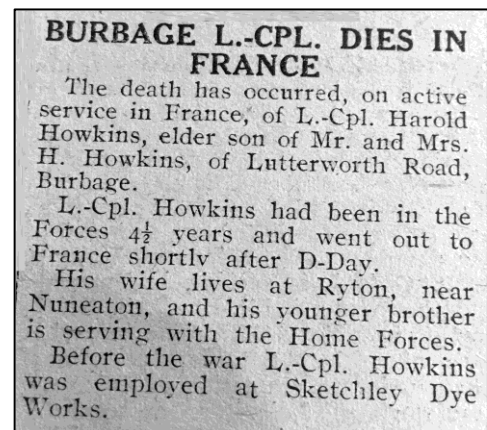 BURBAGE L.-CPL. DIES IN
FRANCE
The death has occurred, on active
service in France, of L.-Cpl. Harold
Howkins, elder son of Mr. and Mrs.
H. Howkins, of Lutterworth Road,
Burbage.
L.-Cpl. Howkins had been in the
Forces 4½ years and went out to
France shortly after D-Day.
His wife lives at Ryton, near
Nuneaton, and his younger brother
is serving with the Home Forces.
Before the war L.-Cpl. Howkins
was employed at Sketchley Dye
Works.